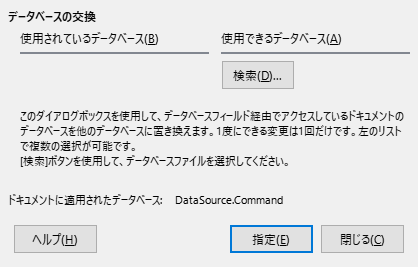 データベースの交換
使用されているデータベース(B)
使用できるデータベース(A)
検索(D)...
このダイアログボックスを使用して、データベースフィールド経由でアクセスしているドキュメントの
データベースを他のデータベースに置き換えます。1度にできる変更は1回だけです。左のリスト
で複数の選択が可能です。
[検索]ボタンを使用して、データベースファイルを選択してください。
ドキュメントに適用されたデータベース: DataSource.Command
ヘルプ(H)
指定(E)
閉じる(C)